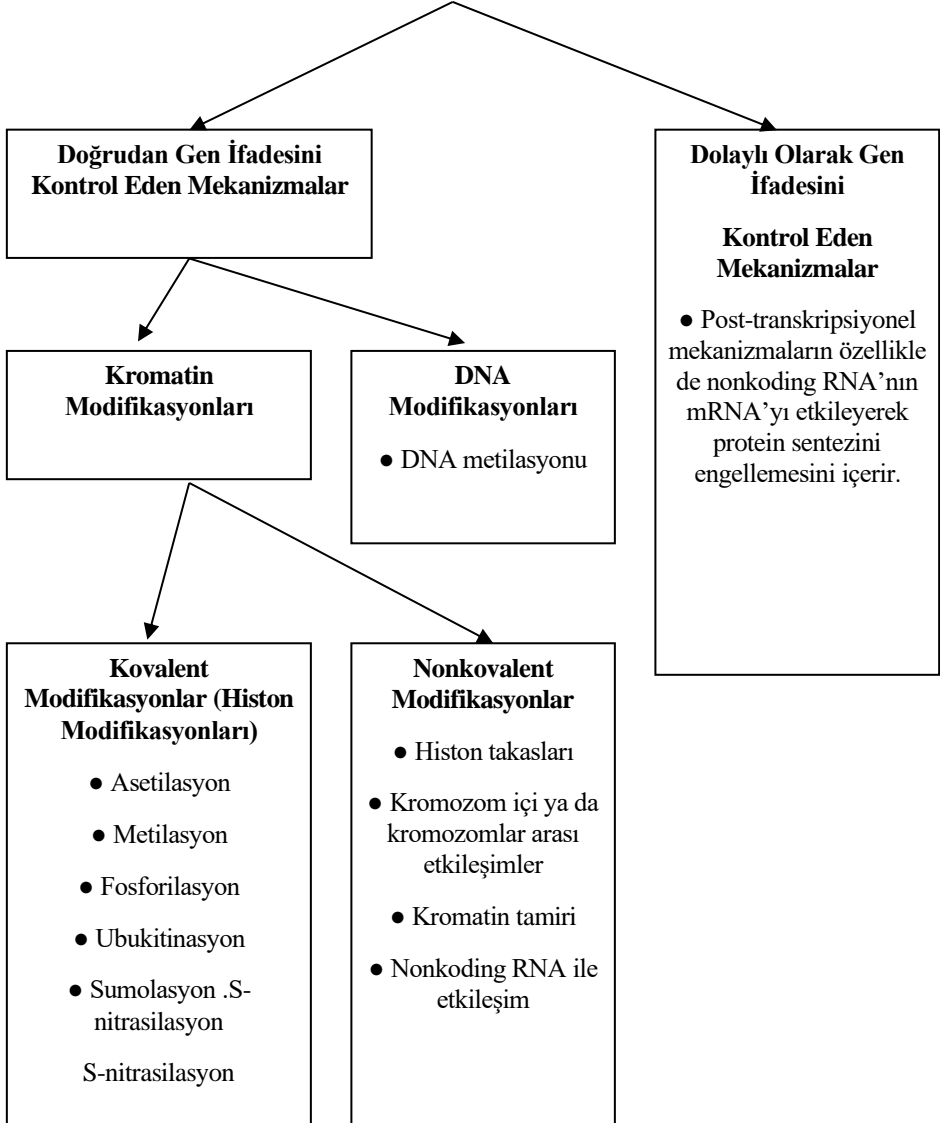 Doğrudan Gen İfadesini
Kontrol Eden Mekanizmalar
Dolaylı Olarak Gen
İfadesini
Kontrol Eden
Mekanizmalar
● Post-transkripsiyonel
mekanizmaların özellikle
de nonkoding RNA’nın
mRNA’yı etkileyerek
protein sentezini
engellemesini içerir.
Kromatin
Modifikasyonları
DNA
Modifikasyonları
● DNA metilasyonu
Kovalent
Modifikasyonlar (Histon
Modifikasyonları)
● Asetilasyon
● Metilasyon
● Fosforilasyon
● Ubukitinasyon
● Sumolasyon .S-
nitrasilasyon
S-nitrasilasyon
Nonkovalent
Modifikasyonlar
● Histon takasları
● Kromozom içi ya da
kromozomlar arası
etkileşimler
● Kromatin tamiri
● Nonkoding RNA ile
etkileşim